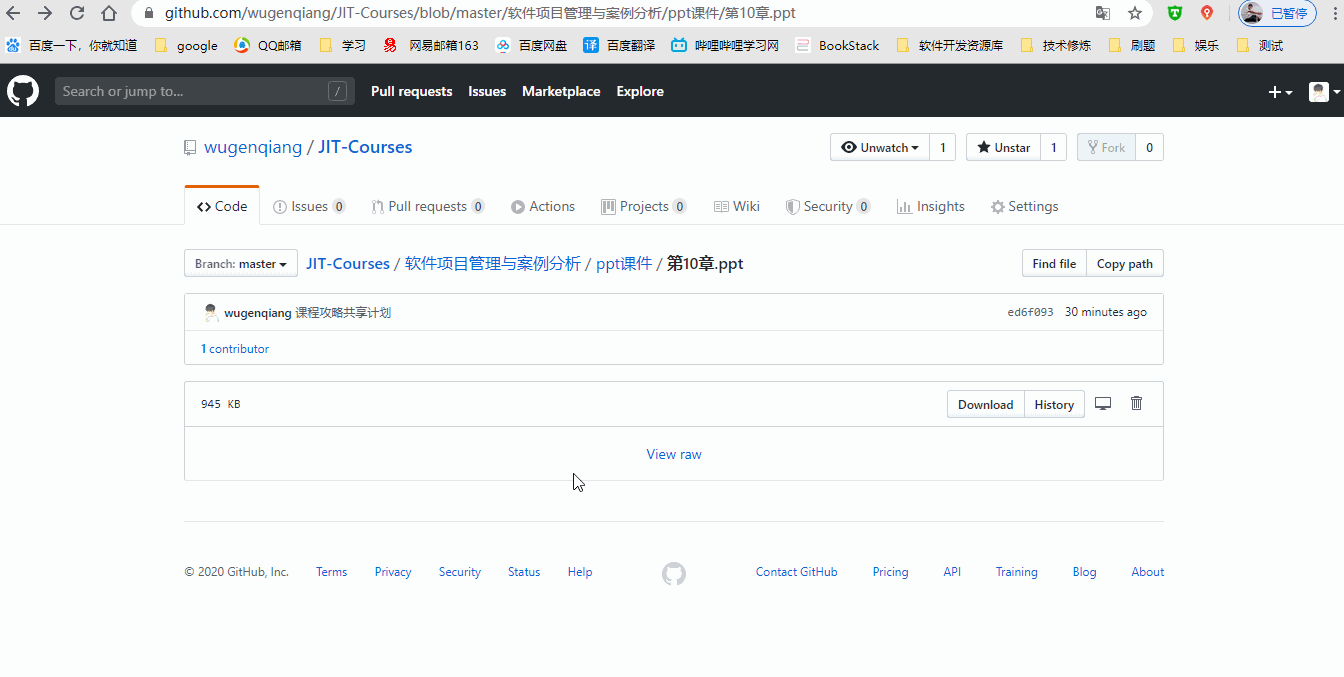 github.com/wugenqiang/JIT-Courses/blob/master/软件项目管理与案例分析/ppt课件/第10章.ppt 已暂停
百度一下，你就知道 google QQ邮箱 学习 网易邮箱163 百度网盘 译 百度翻译 哔哩哔哩学习网 BookStack 软件开发资源库 技术修炼 刷题 娱乐 测试
Search or jump to... / Pull requests Issues Marketplace Explore
wugenqiang / JIT-Courses Unwatch 1 Unstar 1 Fork 0
Code Issues 0 Pull requests 0 Actions Projects 0 Wiki Security 0 Insights Settings
Branch: master JIT-Courses / 软件项目管理与案例分析 / ppt课件 / 第10章.ppt Find file Copy path
wugenqiang 课程攻略共享计划 ed6f093 30 minutes ago
1 contributor
945 KB Download History
View raw
© 2020 GitHub, Inc. Terms Privacy Security Status Help Contact GitHub Pricing API Training Blog About